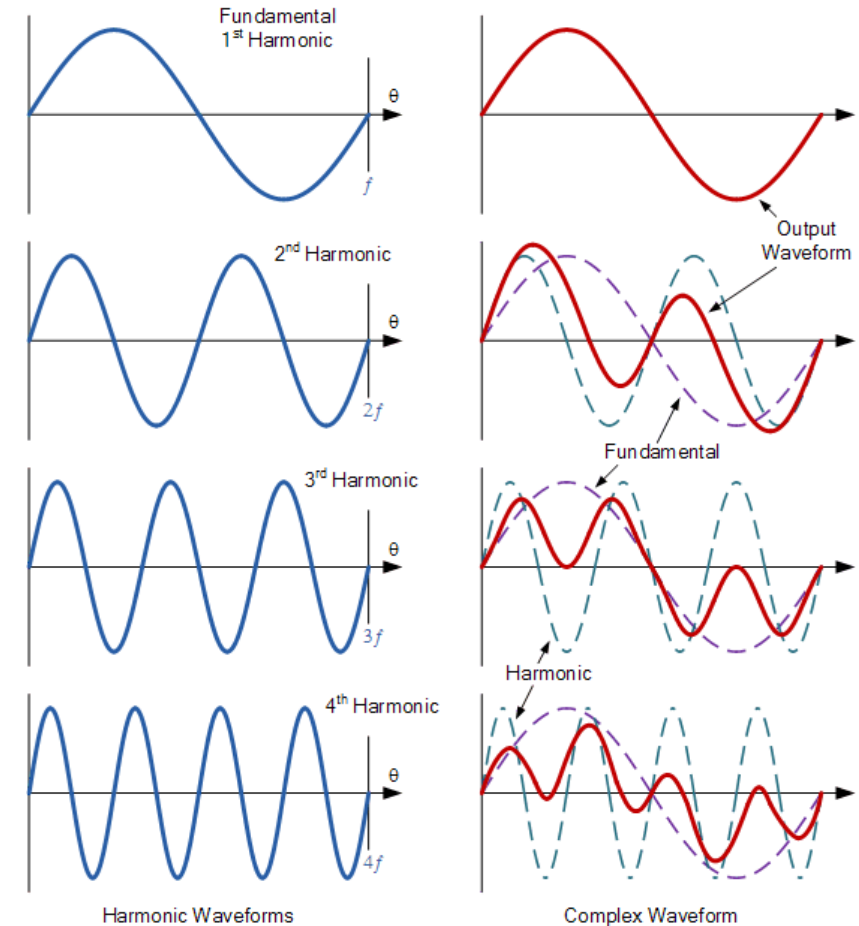 Fundamental
1st Harmonic
θ
f
Output
Waveform
2nd Harmonic
θ
2f
Fundamental
3rd Harmonic
θ
3f
Harmonic
4th Harmonic
θ
4f
Harmonic Waveforms
Complex Waveform